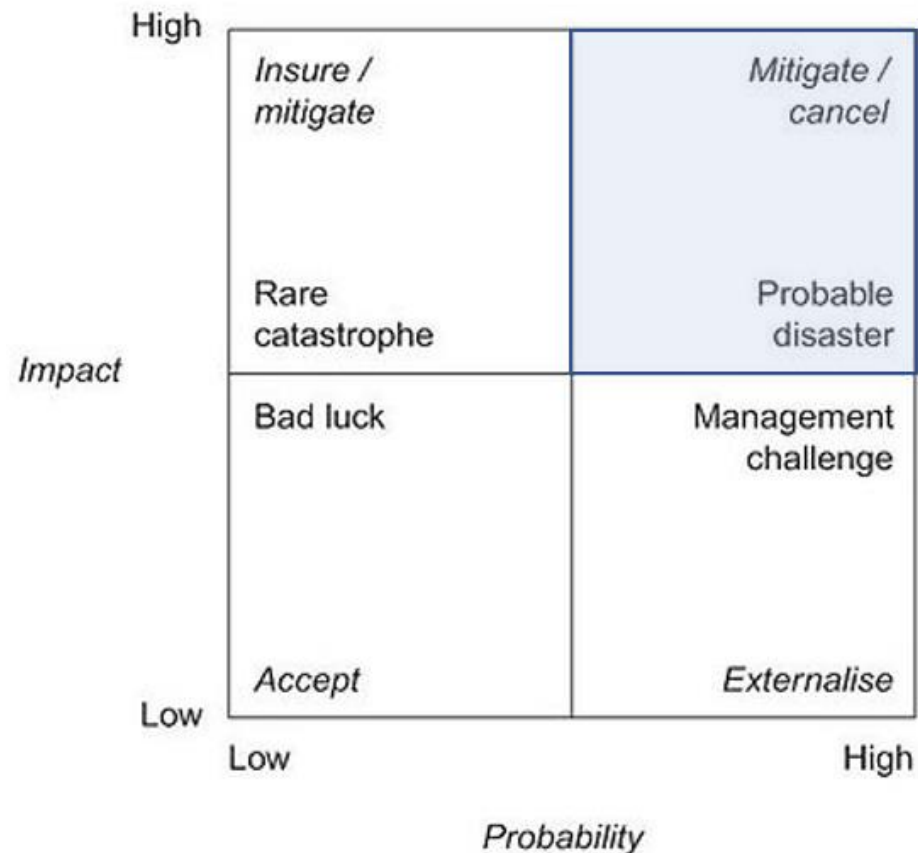 High
Insure /
mitigate
Mitigate /
cancel
Rare
catastrophe
Probable
disaster
Impact
Bad luck
Management
challenge
Accept
Externalise
Low
Low
High
Probability